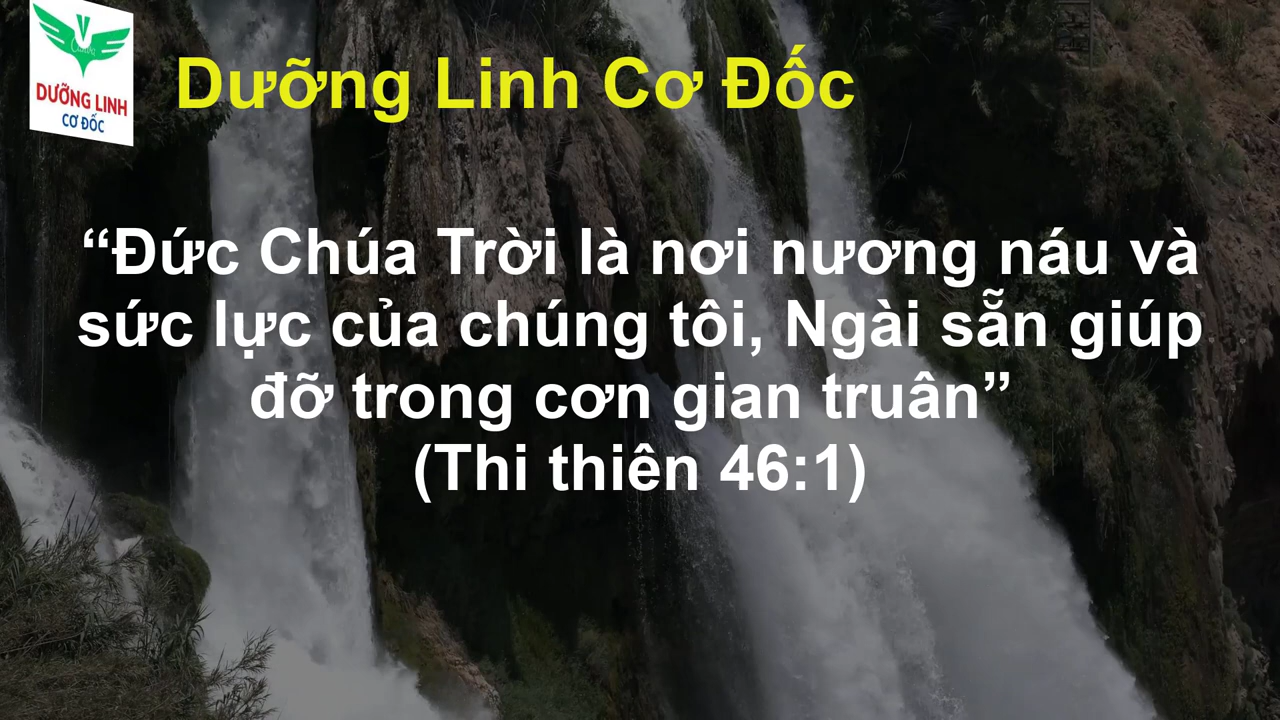 DƯỠNG LINH
CƠ ĐỐC
Dưỡng Linh Cơ Đốc
“Đức Chúa Trời là nơi nương náu và
sức lực của chúng tôi, Ngài sẵn giúp
đỡ trong cơn gian truân”
(Thi thiên 46:1)